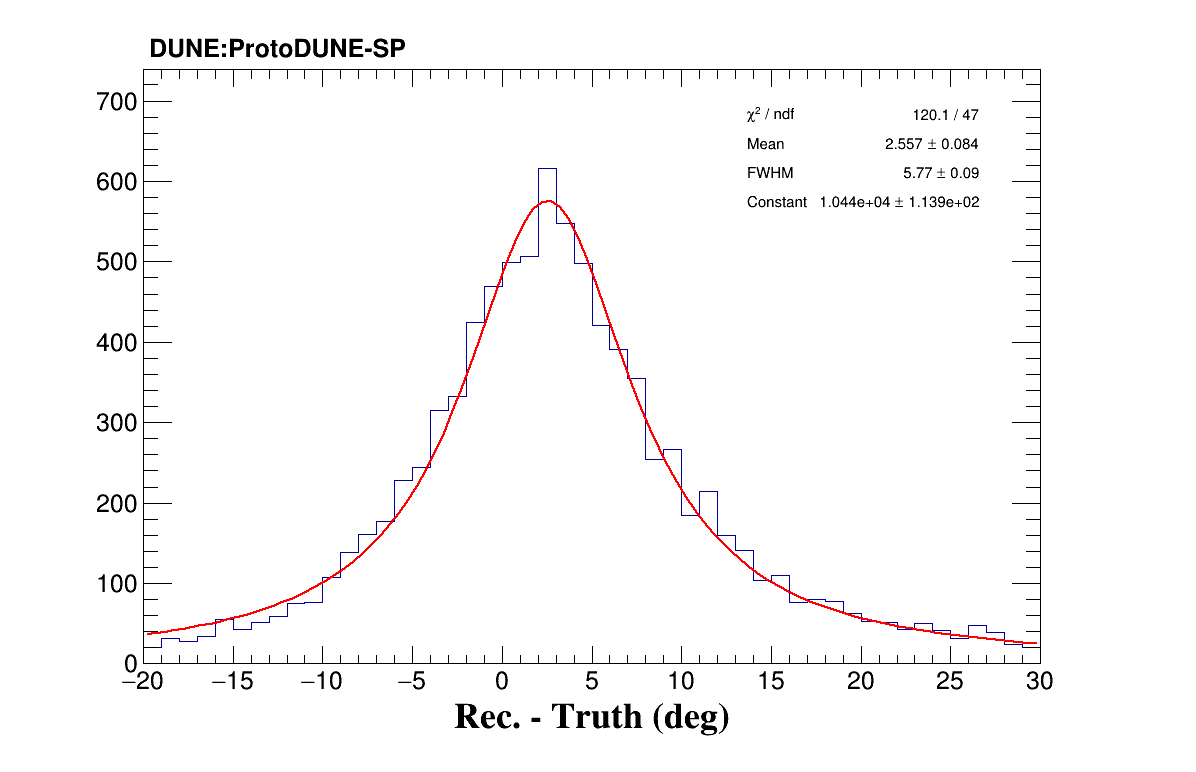 DUNE:ProtoDUNE-SP
χ² / ndf 120.1 / 47
Mean 2.557 ± 0.084
FWHM 5.77 ± 0.09
Constant 1.044e+04 ± 1.139e+02
700
600
500
400
300
200
100
0
−20 −15 −10 −5 0 5 10 15 20 25 30
Rec. - Truth (deg)